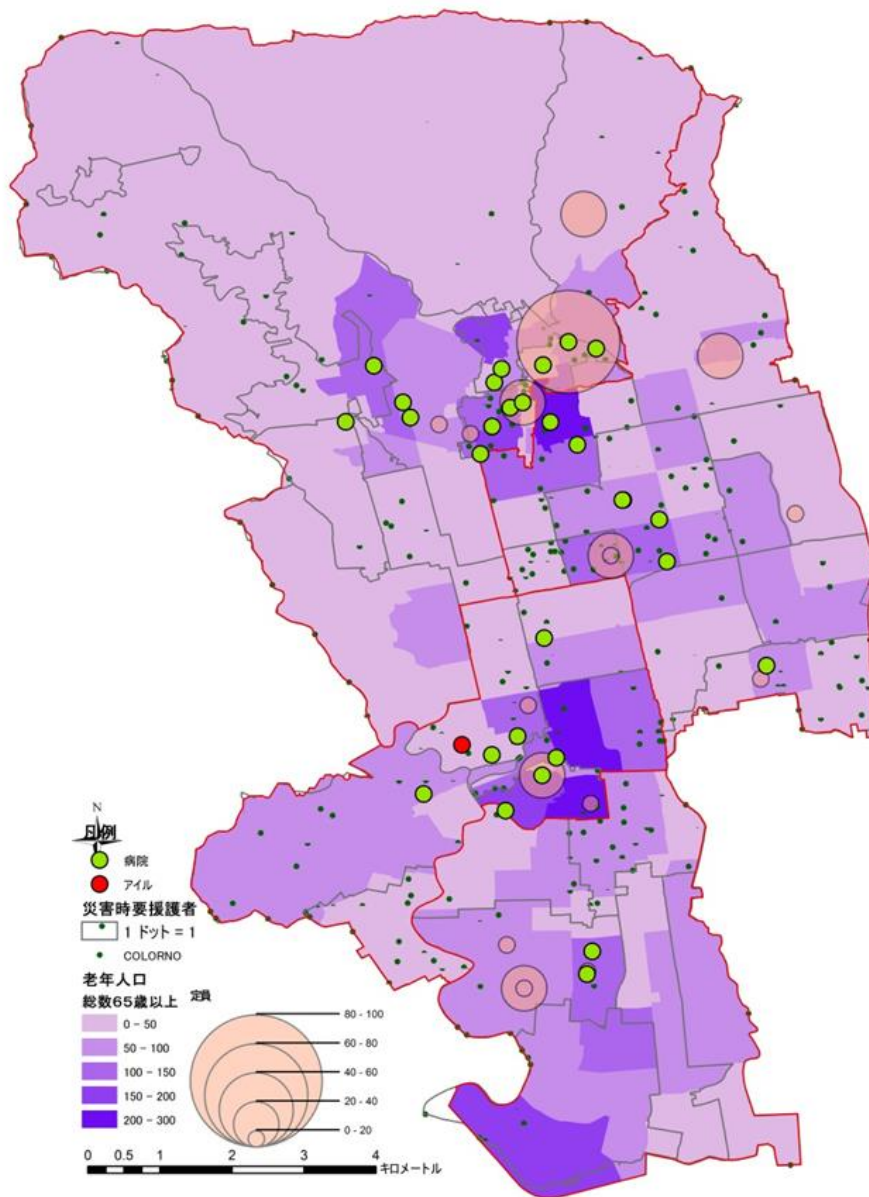 N
凡例
病院
アイル
災害時要援護者
1 ドット = 1
COLORNO
老年人口
総数65歳以上
0 - 50
50 - 100
100 - 150
150 - 200
200 - 300
定員
80 - 100
60 - 80
40 - 60
20 - 40
0 - 20
0 0.5 1 2 3 4
キロメートル